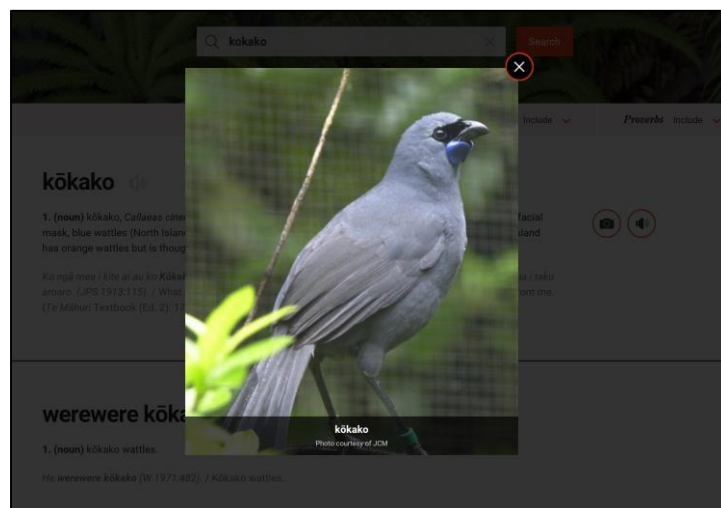 kokako
Search
Include
Proverbs Include
kōkako
1. (noun) kōkako, Callaeas cine
facial
mask, blue wattles (North Islan
land
has orange wattles but is thoug
Ko ngā mea i kite ai au ko Kōka
i taku
aroaro. (JPS 1913:115). / What
ront me.
(Te Māhuri Textbook (Ed. 2): 1
werewere kōka
1. (noun) kōkako wattles.
He werewere kōkako (W 1971:482). / Kōkako wattles.
kōkako
Photo courtesy of JCM